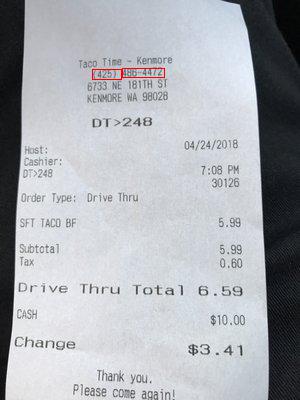 Taco Time - Kenmore
(425) 486-4472
6733 NE 181TH ST
KENMORE WA 98028
DT>248
Host: 04/24/2018
Cashier:
DT>248 7:08 PM
30126
Order Type: Drive Thru
SFT TACO BF 5.99
Subtotal 5.99
Tax 0.60
Drive Thru Total 6.59
CASH $10.00
Change $3.41
Thank you.
Please come again!